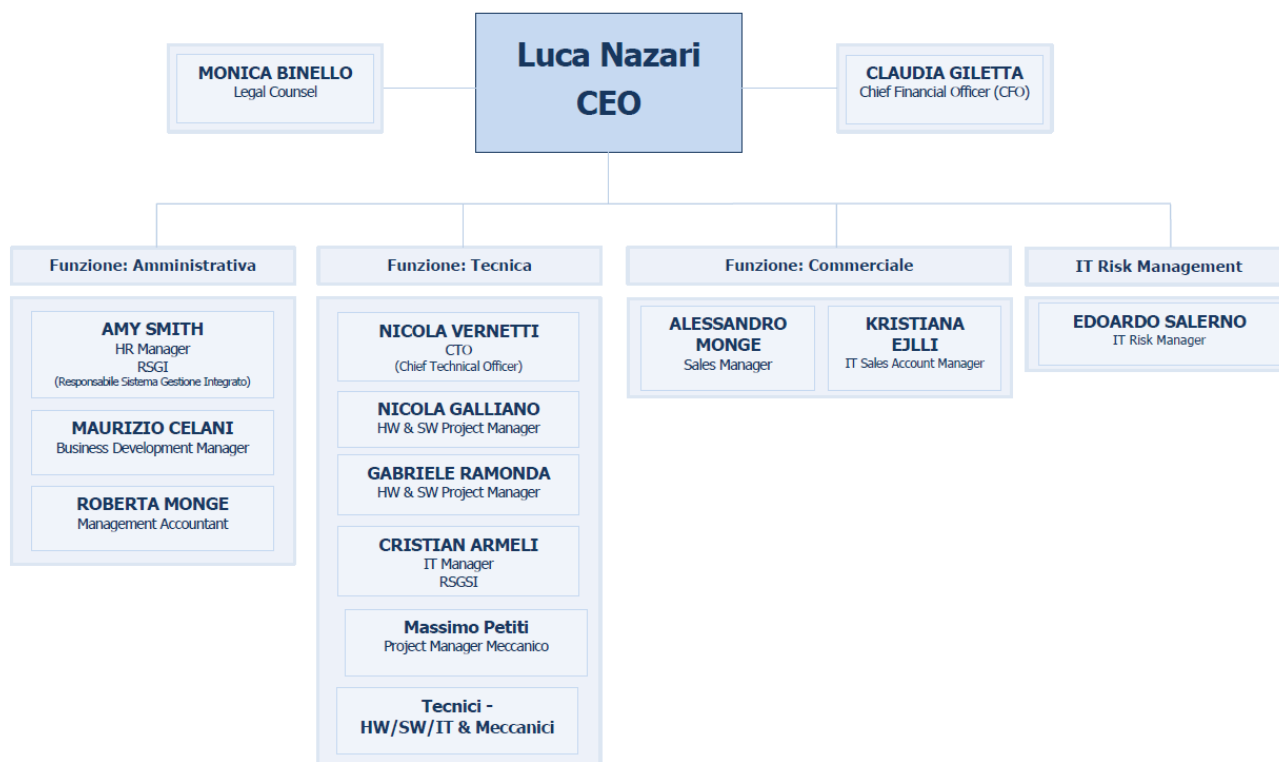 Luca Nazari
CEO
MONICA BINELLO
Legal Counsel
CLAUDIA GILETTA
Chief Financial Officer (CFO)
Funzione: Amministrativa
AMY SMITH
HR Manager
RSGI
(Responsabile Sistema Gestione Integrato)
MAURIZIO CELANI
Business Development Manager
ROBERTA MONGE
Management Accountant
Funzione: Tecnica
NICOLA VERNETTI
CTO
(Chief Technical Officer)
NICOLA GALLIANO
HW & SW Project Manager
GABRIELE RAMONDA
HW & SW Project Manager
CRISTIAN ARMELI
IT Manager
RSGSI
Massimo Petiti
Project Manager Meccanico
Tecnici -
HW/SW/IT & Meccanici
Funzione: Commerciale
ALESSANDRO
MONGE
Sales Manager
KRISTIANA
EJLLI
IT Sales Account Manager
IT Risk Management
EDOARDO SALERNO
IT Risk Manager